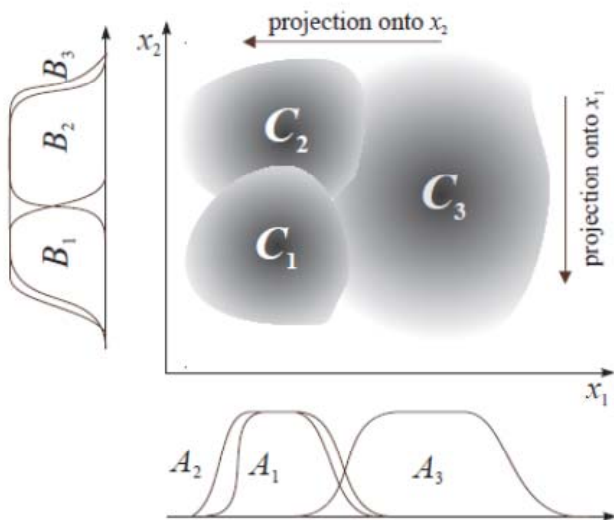 projection onto x₂
x₂
B₃
B₂
B₁
C₂
C₃
C₁
projection onto x₁
x₁
A₂
A₁
A₃